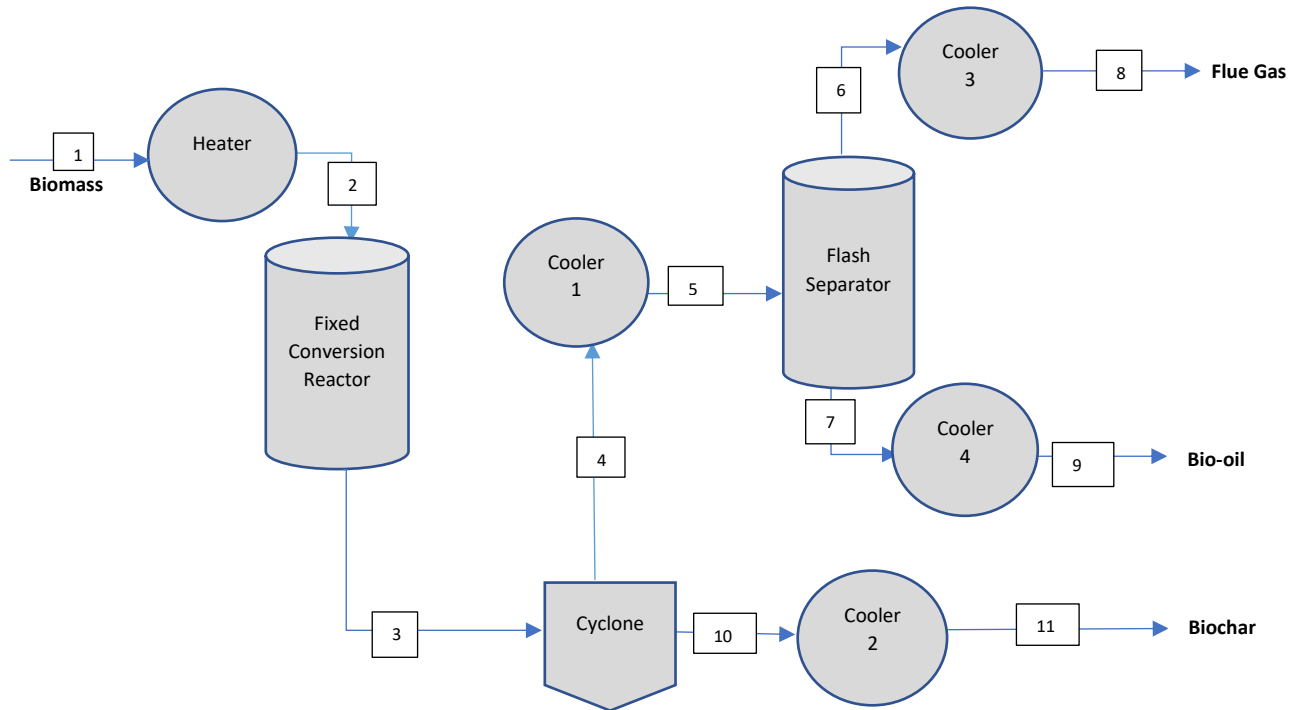 Cooler
3
6
8
Flue Gas
1
Biomass
Heater
2
Cooler
1
5
Flash
Separator
Fixed
Conversion
Reactor
7
Cooler
4
9
Bio-oil
4
3
Cyclone
10
Cooler
2
11
Biochar